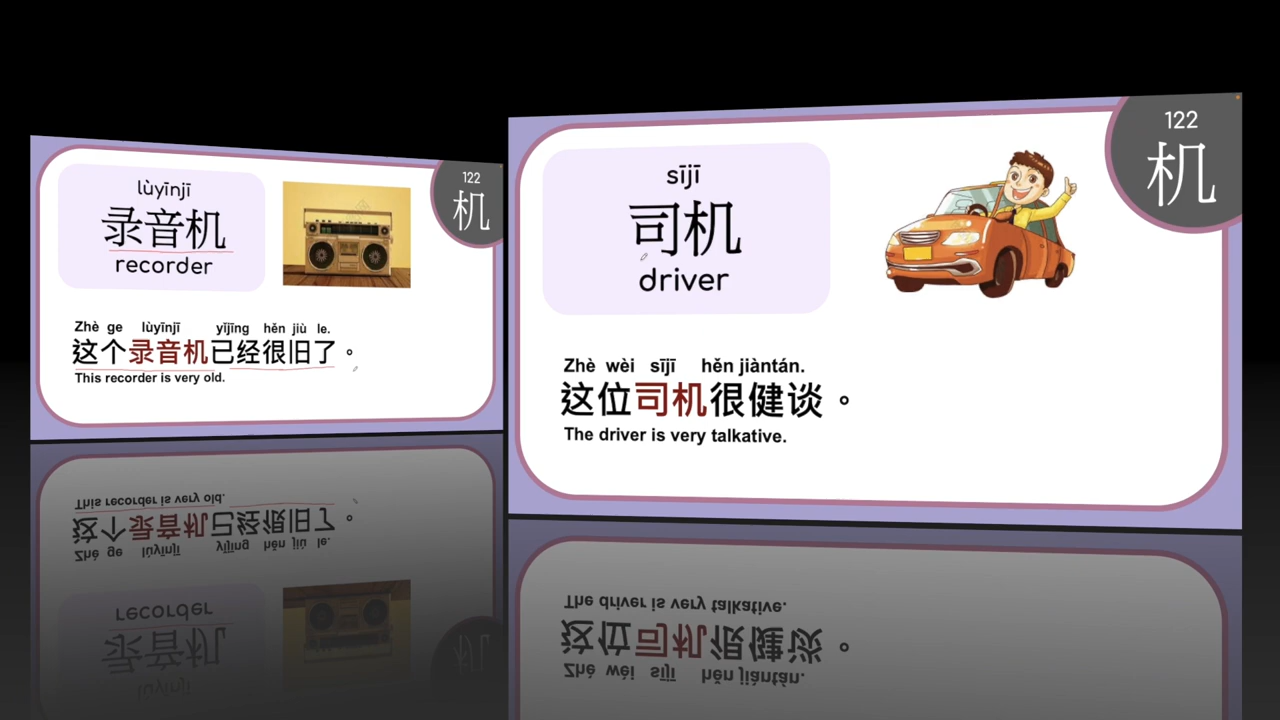 lùyīnjī
录音机
recorder
122
机
Zhè ge lùyīnjī yǐjīng hěn jiù le.
这个录音机已经很旧了。
This recorder is very old.
sījī
司机
driver
122
机
Zhè wèi sījī hěn jiàntán.
这位司机很健谈。
The driver is very talkative.